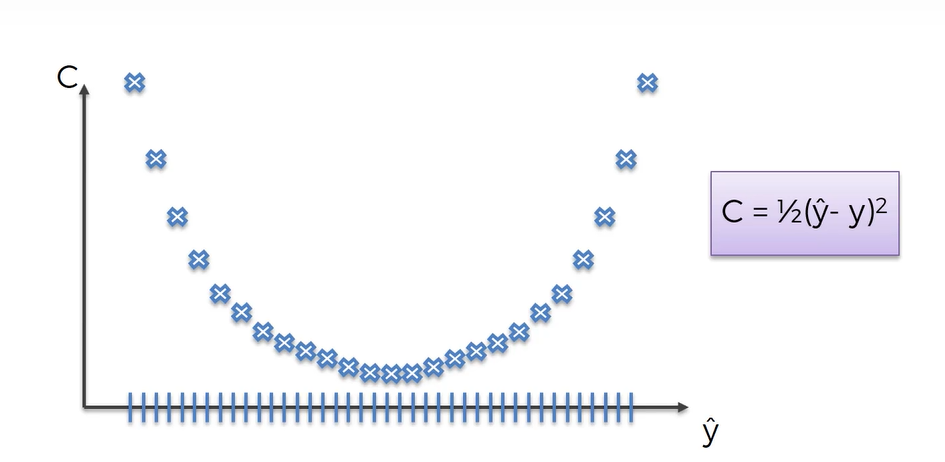 C
C = ½(ŷ- y)²
ŷ